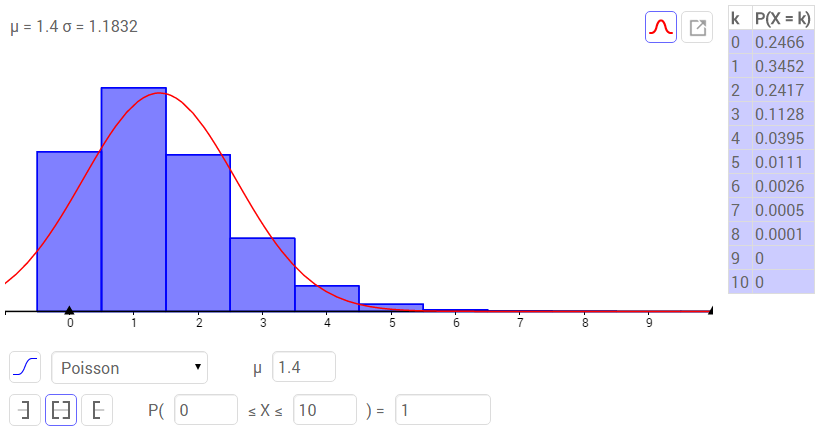 μ = 1.4 σ = 1.1832
k P(X = k)
0 0.2466
1 0.3452
2 0.2417
3 0.1128
4 0.0395
5 0.0111
6 0.0026
7 0.0005
8 0.0001
9 0
10 0
0 1 2 3 4 5 6 7 8 9
Poisson μ 1.4
P( 0 ≤ X ≤ 10 ) = 1